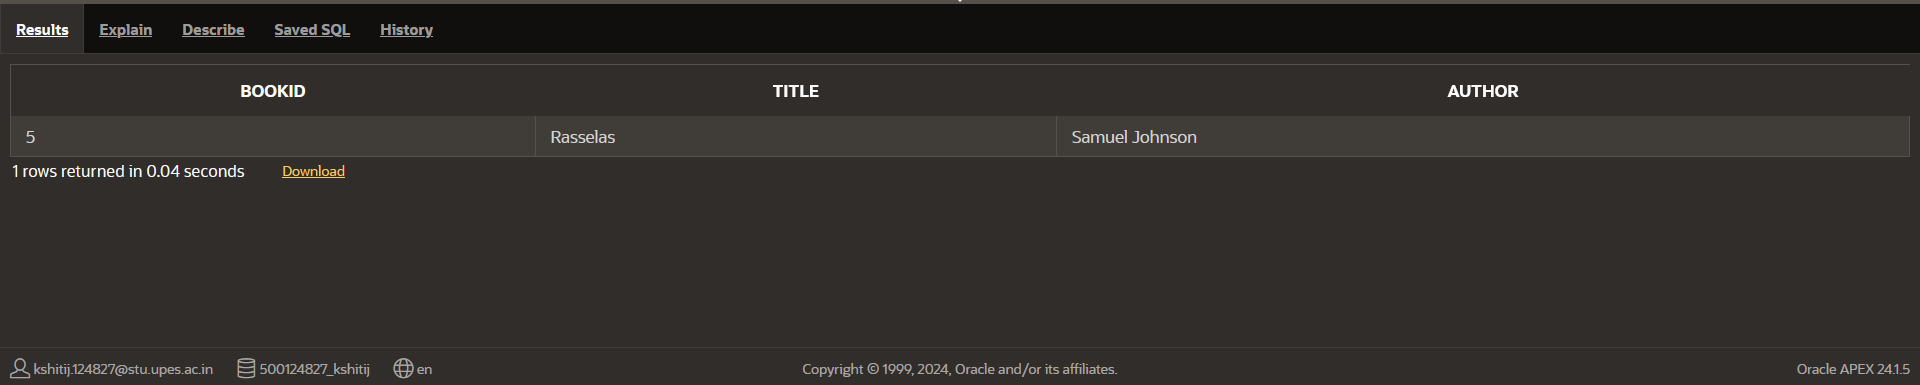 Results Explain Describe Saved SQL History
BOOKID TITLE AUTHOR
5 Rasselas Samuel Johnson
1 rows returned in 0.04 seconds Download
kshitij.124827@stu.upes.ac.in 500124827_kshitij en Copyright © 1999, 2024, Oracle and/or its affiliates. Oracle APEX 24.1.5